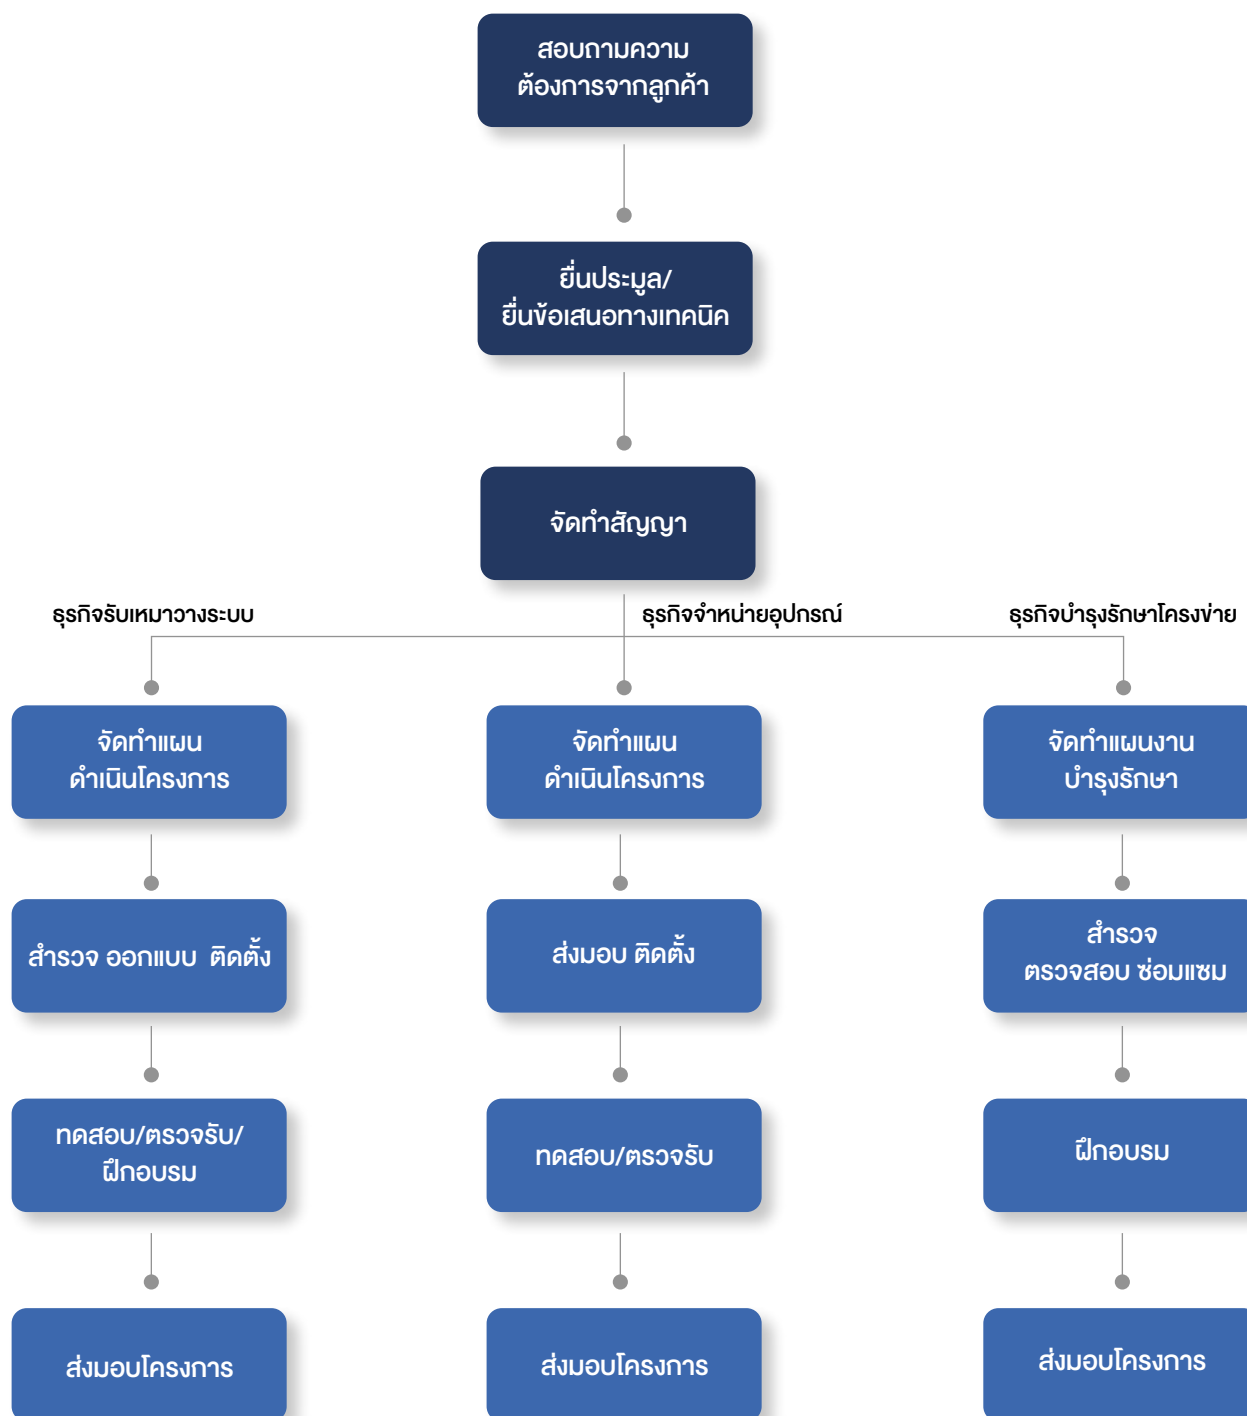 สอบถามความ
ต้องการจากลูกค้า
ยื่นประมูล/
ยื่นข้อเสนอทางเทคนิค
จัดทำสัญญา
ธุรกิจรับเหมาวางระบบ
ธุรกิจจำหน่ายอุปกรณ์
ธุรกิจบำรุงรักษาโครงข่าย
จัดทำแผน
ดำเนินโครงการ
จัดทำแผน
ดำเนินโครงการ
จัดทำแผนงาน
บำรุงรักษา
สำรวจ ออกแบบ ติดตั้ง
ส่งมอบ ติดตั้ง
สำรวจ
ตรวจสอบ ซ่อมแซม
ทดสอบ/ตรวจรับ/
ฝึกอบรม
ทดสอบ/ตรวจรับ
ฝึกอบรม
ส่งมอบโครงการ
ส่งมอบโครงการ
ส่งมอบโครงการ